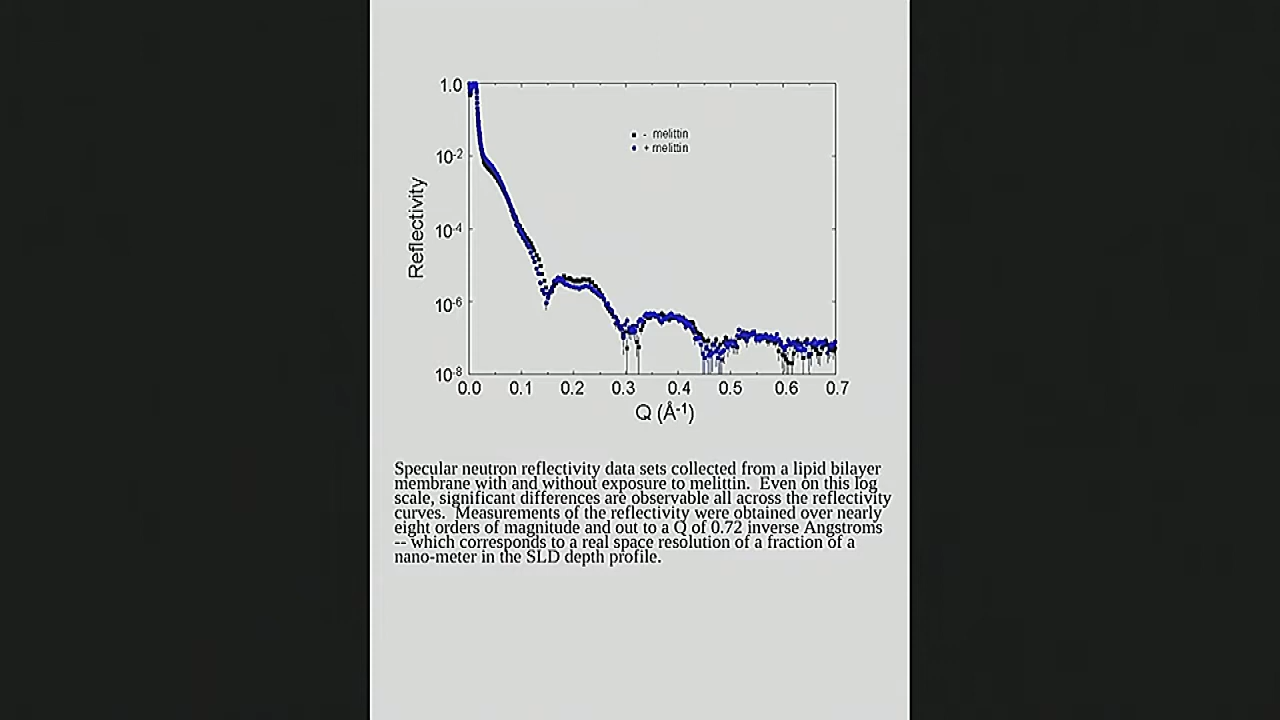 1.0
- melittin
+ melittin
10-2
Reflectivity
10-4
10-6
10-8
0.0 0.1 0.2 0.3 0.4 0.5 0.6 0.7
Q (Å-1)
Specular neutron reflectivity data sets collected from a lipid bilayer
membrane with and without exposure to melittin. Even on this log
scale, significant differences are observable all across the reflectivity
curves. Measurements of the reflectivity were obtained over nearly
eight orders of magnitude and out to a Q of 0.72 inverse Angstroms
-- which corresponds to a real space resolution of a fraction of a
nano-meter in the SLD depth profile.